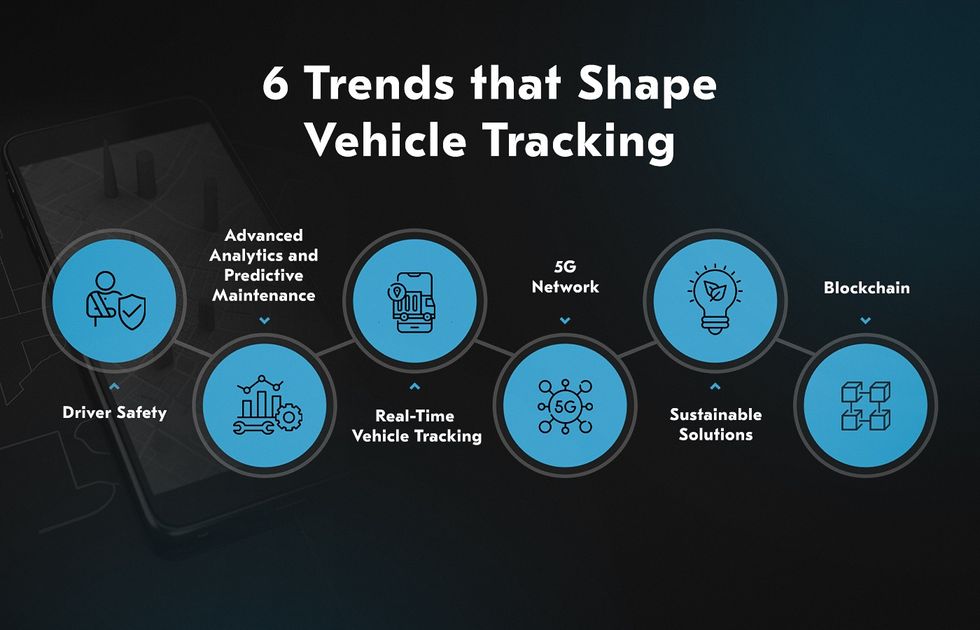 6 Trends that Shape
Vehicle Tracking
Driver Safety
Advanced
Analytics and
Predictive
Maintenance
Real-Time
Vehicle Tracking
5G
Network
5G
Sustainable
Solutions
Blockchain